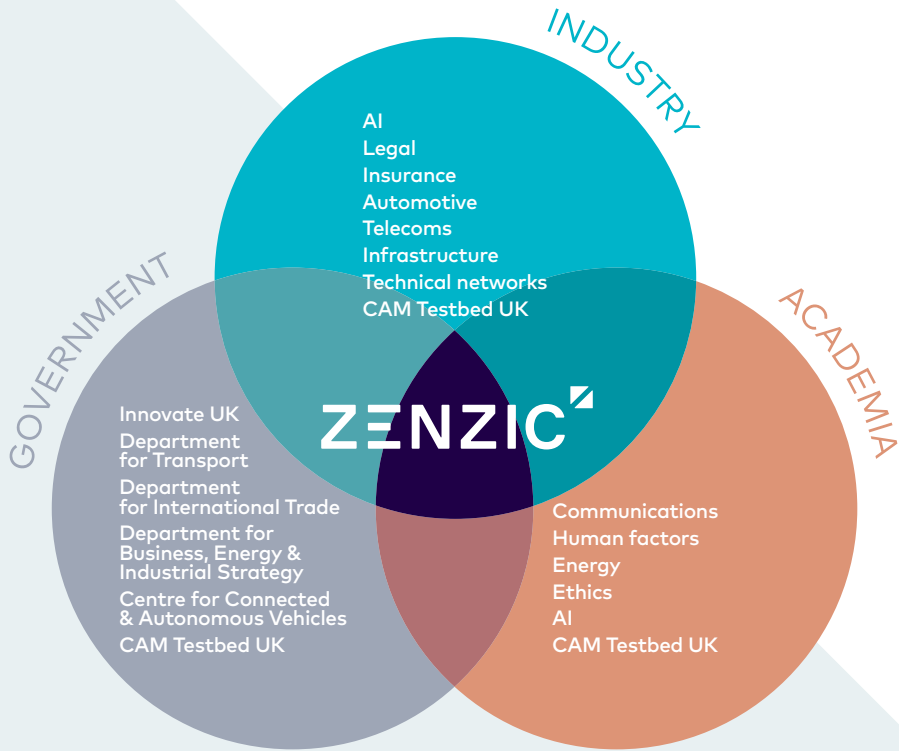 INDUSTRY
AI
Legal
Insurance
Automotive
Telecoms
Infrastructure
Technical networks
CAM Testbed UK
GOVERNMENT
Innovate UK
Department
for Transport
Department
for International Trade
Department for
Business, Energy &
Industrial Strategy
Centre for Connected
& Autonomous Vehicles
CAM Testbed UK
ZENZIC
ACADEMIA
Communications
Human factors
Energy
Ethics
AI
CAM Testbed UK